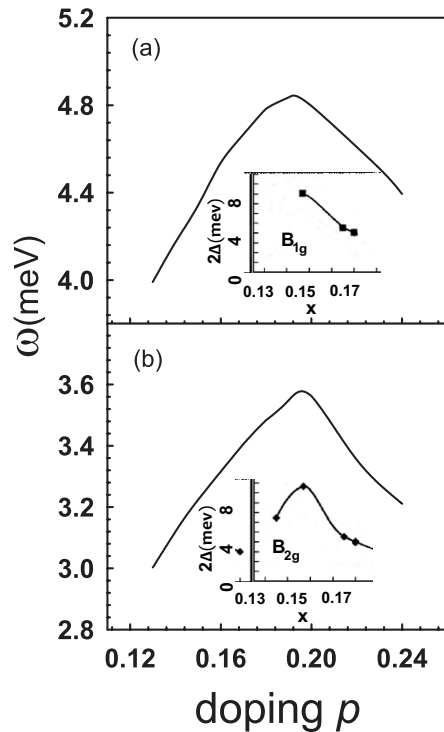 5.2
(a)
4.8
4.4
4.0
8
4
0
2Δ(mev)
B1g
0.13 0.15 0.17
x
ω(meV)
(b)
3.6
3.4
3.2
3.0
2.8
8
4
0
2Δ(mev)
B2g
0.13 0.15 0.17
x
0.12 0.16 0.20 0.24
doping p